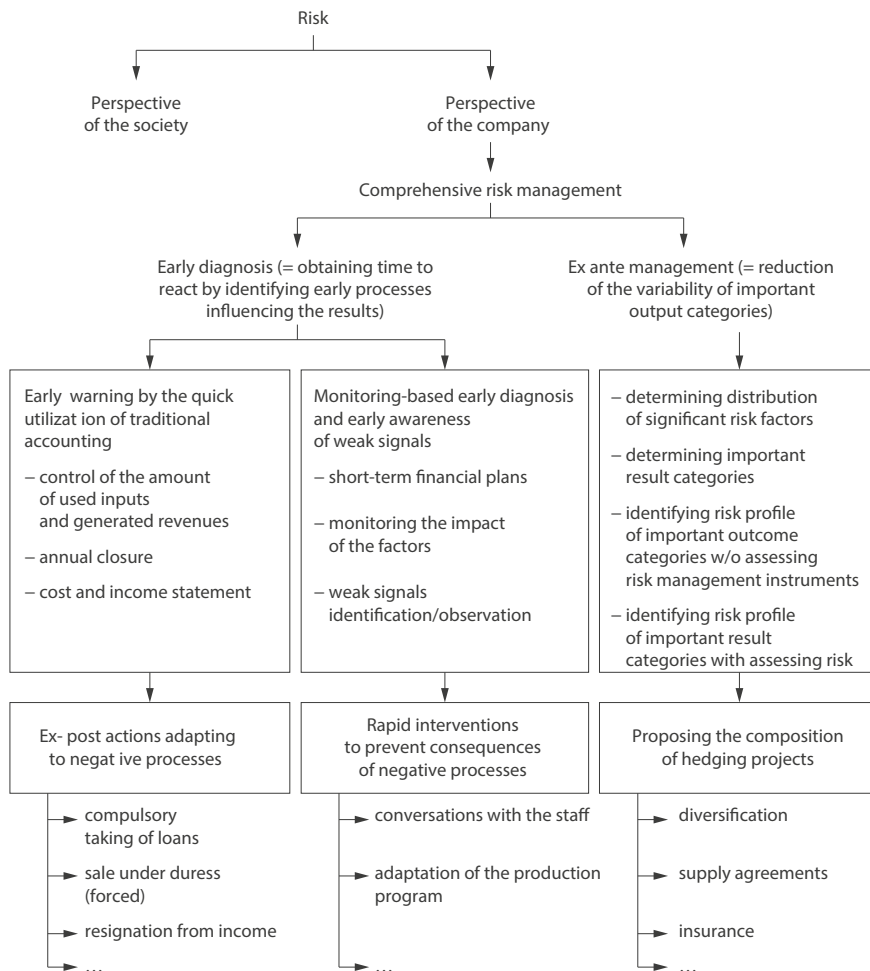 Risk
Perspective
of the society
Perspective
of the company
Comprehensive risk management
Early diagnosis (= obtaining time to
react by identifying early processes
influencing the results)
Ex ante management (= reduction
of the variability of important
output categories)
Early warning by the quick
utilizat ion of traditional
accounting
– control of the amount
of used inputs
and generated revenues
– annual closure
– cost and income statement
Monitoring-based early diagnosis
and early awareness
of weak signals
– short-term financial plans
– monitoring the impact
of the factors
– weak signals
identification/observation
– determining distribution
of significant risk factors
– determining important
result categories
– identifying risk profile
of important outcome
categories w/o assessing
risk management instruments
– identifying risk profile
of important result
categories with assessing risk
Ex- post actions adapting
to negat ive processes
Rapid interventions
to prevent consequences
of negative processes
Proposing the composition
of hedging projects
compulsory
taking of loans
sale under duress
(forced)
resignation from income
...
conversations with the staff
adaptation of the production
program
...
diversification
supply agreements
insurance
...